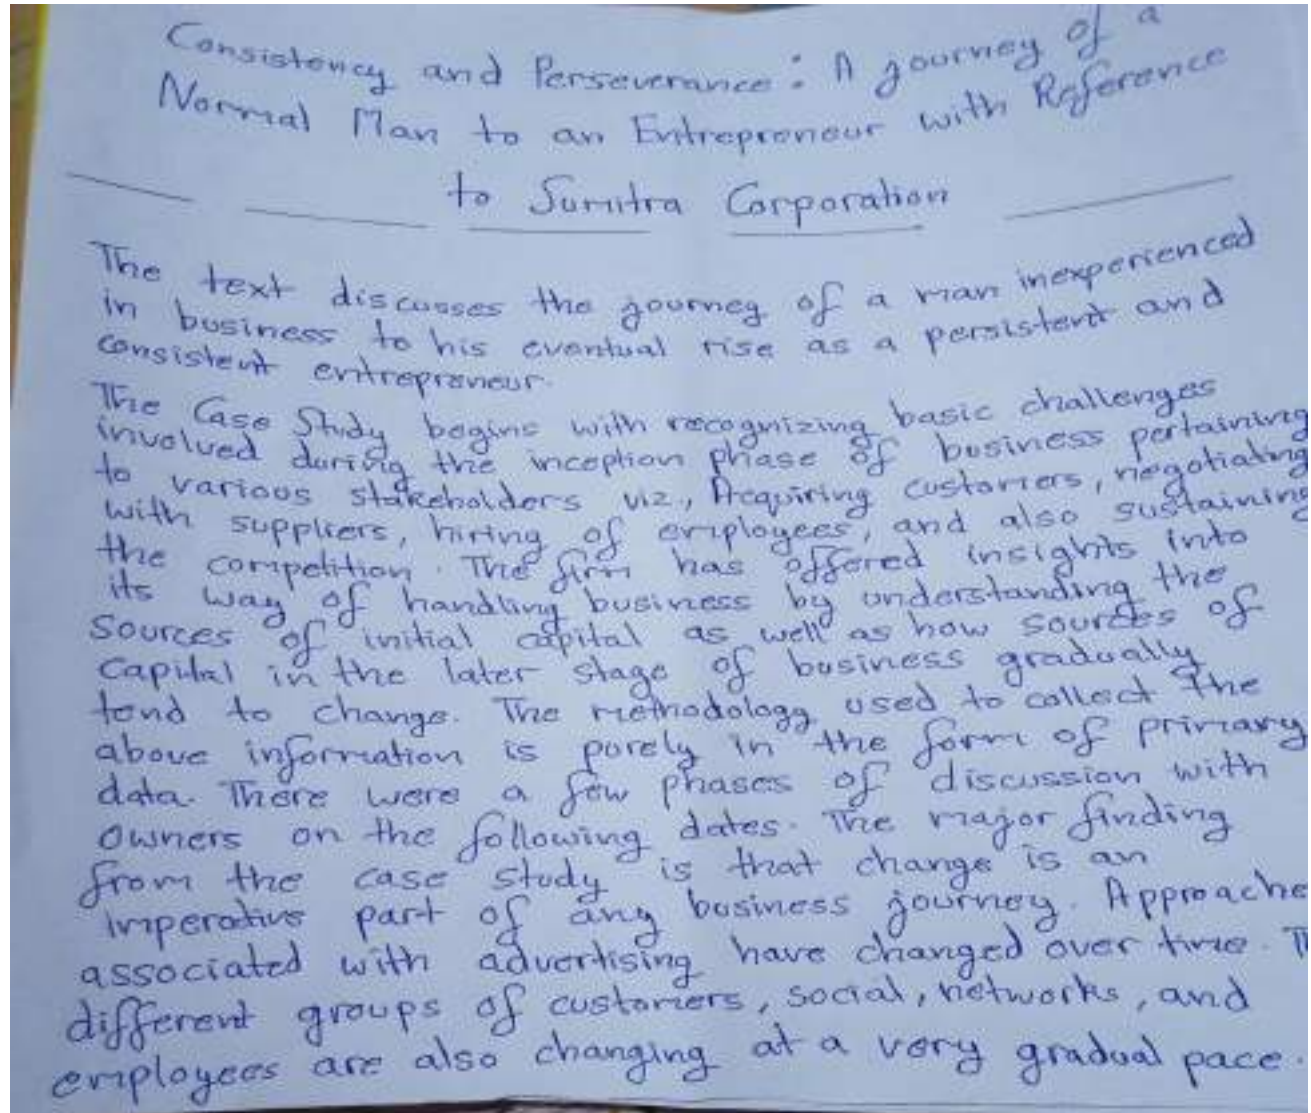 Consistency and Perseverance: A journey of a
Normal Man to an Entrepreneur with Reference
to Sumitra Corporation
The text discusses the journey of a man inexperienced
in business to his eventual rise as a persistent and
consistent entrepreneur.
The Case Study begins with recognizing basic challenges
involved during the inception phase of business pertaining
to various stakeholders viz., Acquiring customers, negotiating
with suppliers, hiring of employees, and also sustaining
the competition. The firm has offered insights into
its way of handling business by understanding the
Sources of initial capital as well as how sources of
Capital in the later stage of business gradually
tend to change. The methodology used to collect the
above information is purely in the form of primary
data. There were a few phases of discussion with
Owners on the following dates. The major finding
from the case study is that change is an
Imperative part of any business journey. Approache
associated with advertising have changed over time. T
different groups of customers, social, networks, and
employees are also changing at a very gradual pace.